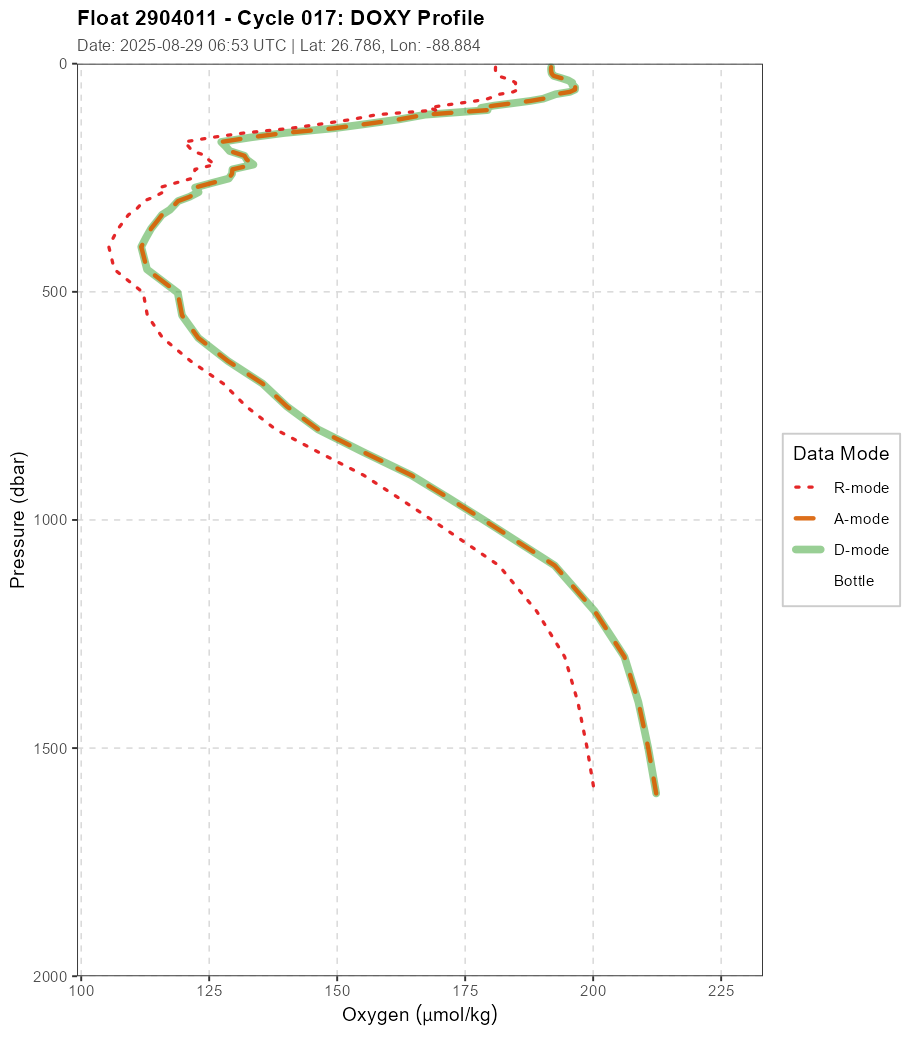 Float 2904011 - Cycle 017: DOXY Profile
Date: 2025-08-29 06:53 UTC | Lat: 26.786, Lon: -88.884
0
500
1000
1500
2000
Pressure (dbar)
100 125 150 175 200 225
Oxygen (µmol/kg)
Data Mode
R-mode
A-mode
D-mode
Bottle